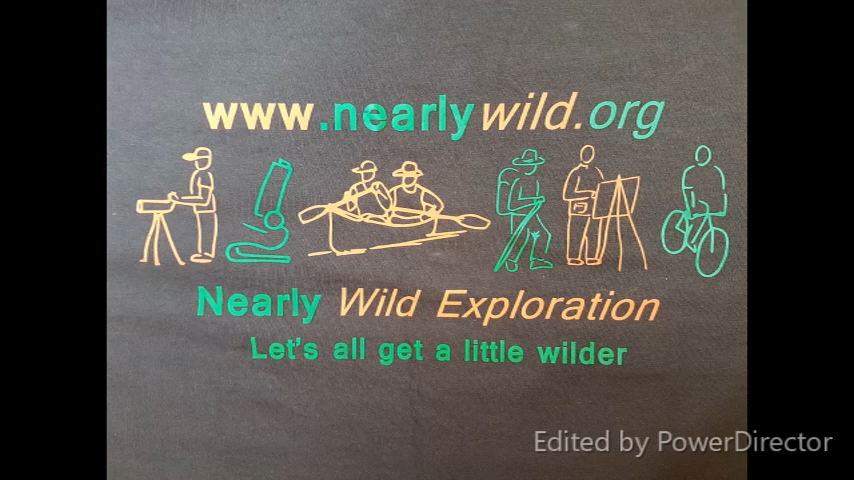 www.nearlywild.org
Nearly Wild Exploration
Let's all get a little wilder
Edited by PowerDirector